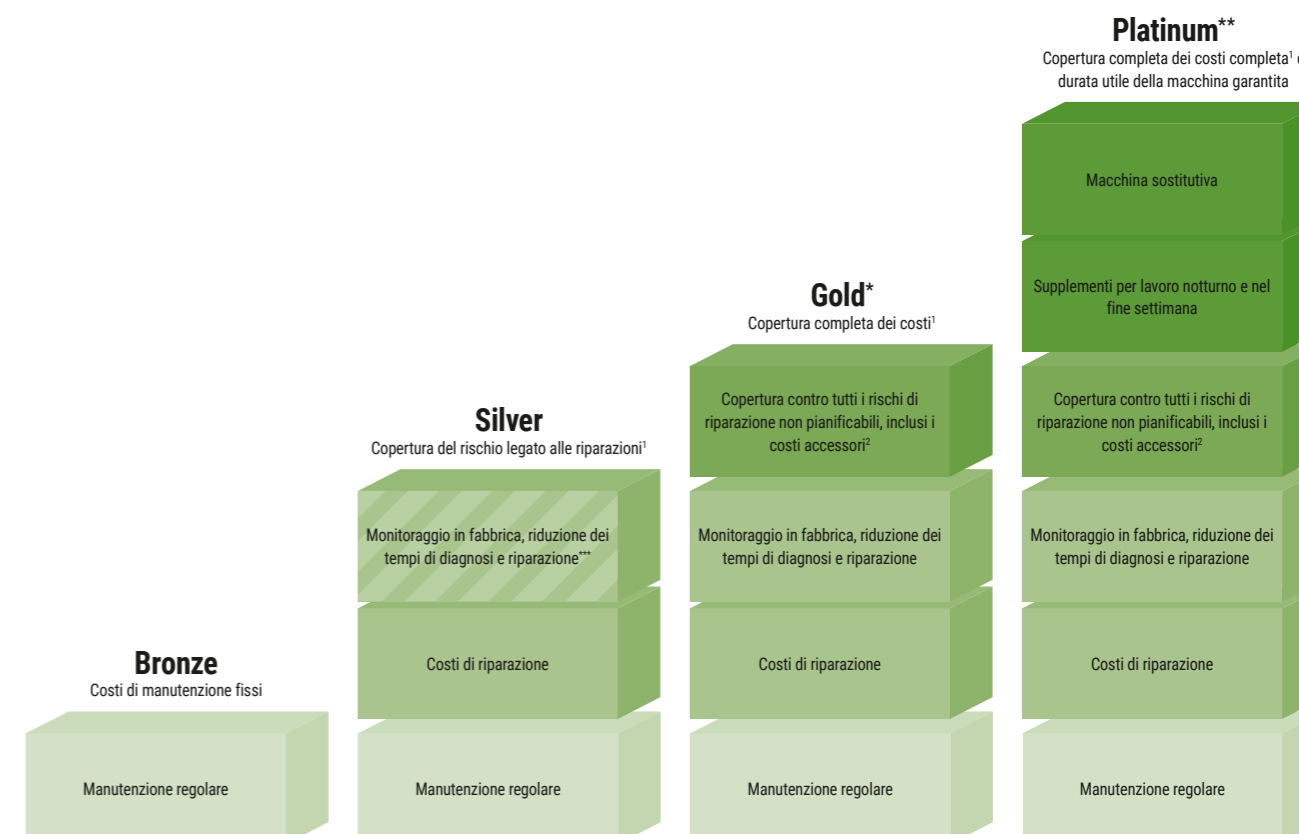 Platinum**
Copertura completa dei costi completa¹ e
durata utile della macchina garantita
Macchina sostitutiva
Supplementi per lavoro notturno e nel
fine settimana
Copertura contro tutti i rischi di
riparazione non pianificabili, inclusi i
costi accessori²
Monitoraggio in fabbrica, riduzione dei
tempi di diagnosi e riparazione
Costi di riparazione
Manutenzione regolare
Gold*
Copertura completa dei costi¹
Copertura contro tutti i rischi di
riparazione non pianificabili, inclusi i
costi accessori²
Monitoraggio in fabbrica, riduzione dei
tempi di diagnosi e riparazione
Costi di riparazione
Manutenzione regolare
Silver
Copertura del rischio legato alle riparazioni¹
Monitoraggio in fabbrica, riduzione dei
tempi di diagnosi e riparazione***
Costi di riparazione
Manutenzione regolare
Bronze
Costi di manutenzione fissi
Manutenzione regolare